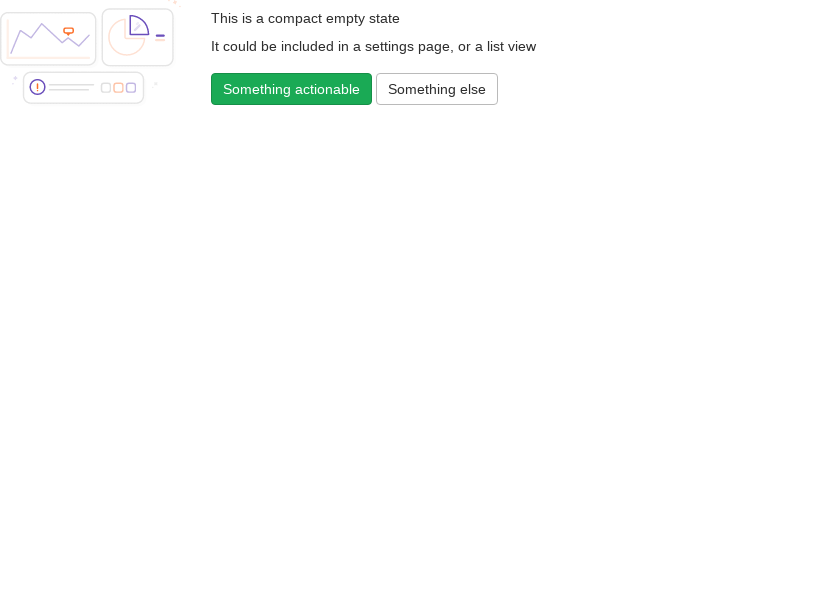 This is a compact empty state
It could be included in a settings page, or a list view
Something actionable Something else